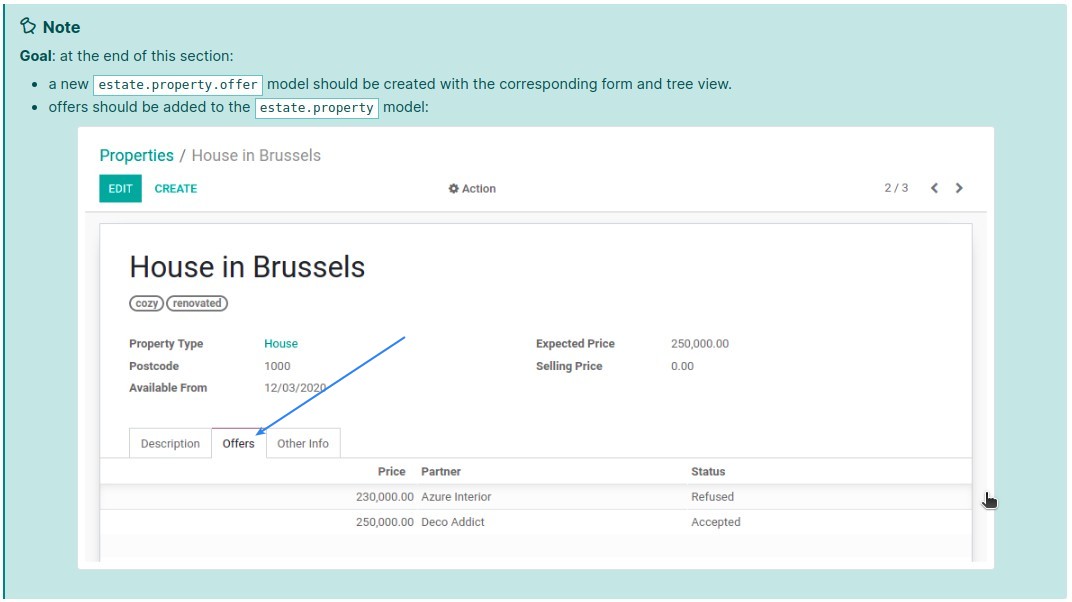 Note
Goal: at the end of this section:
• a new estate.property.offer model should be created with the corresponding form and tree view.
• offers should be added to the estate.property model:
Properties / House in Brussels
EDIT CREATE Action 2 / 3
House in Brussels
cozy renovated
Property Type House Expected Price 250,000.00
Postcode 1000 Selling Price 0.00
Available From 12/03/2020
Description Offers Other Info
Price Partner Status
230,000.00 Azure Interior Refused
250,000.00 Deco Addict Accepted